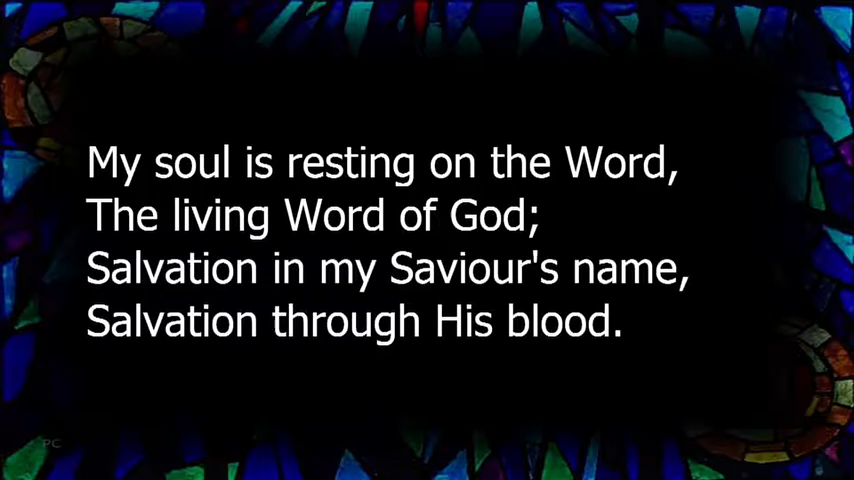 My soul is resting on the Word,
The living Word of God;
Salvation in my Saviour's name,
Salvation through His blood.
PC